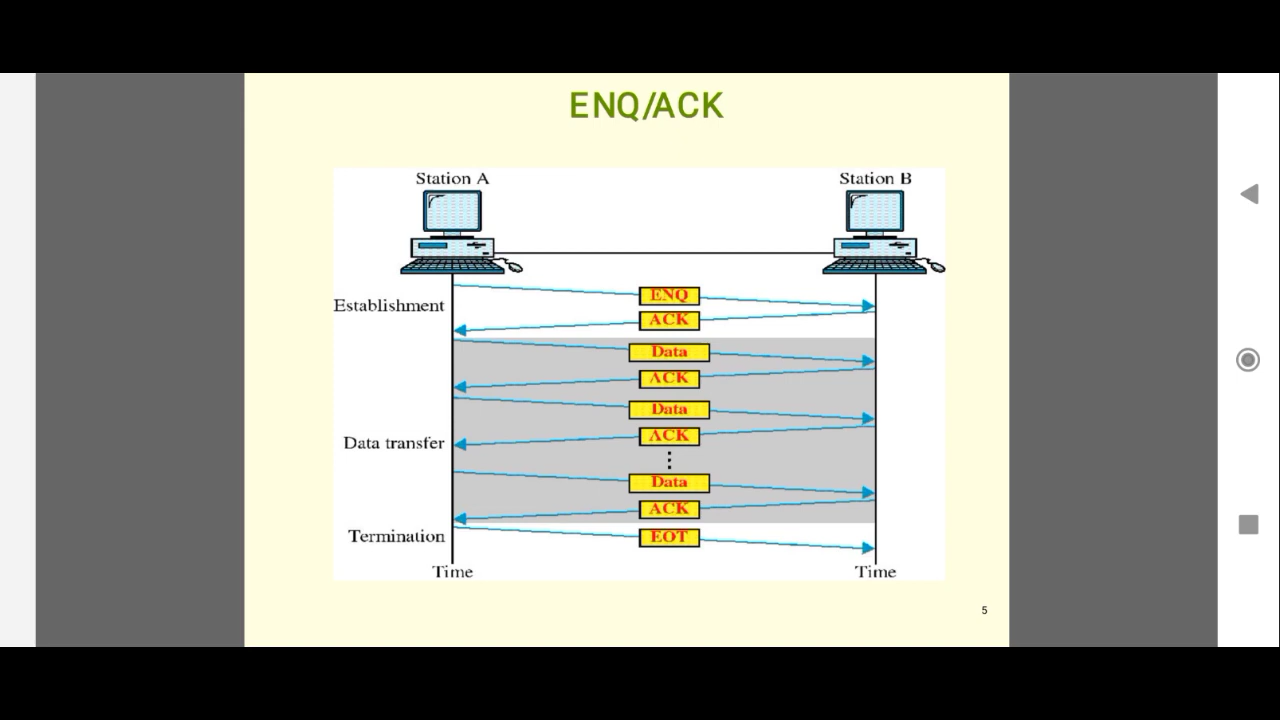 ENQ/ACK
Station A
Station B
Establishment
ENQ
ACK
Data
ACK
Data
Data transfer
ACK
Data
ACK
Termination
EOT
Time
Time
5